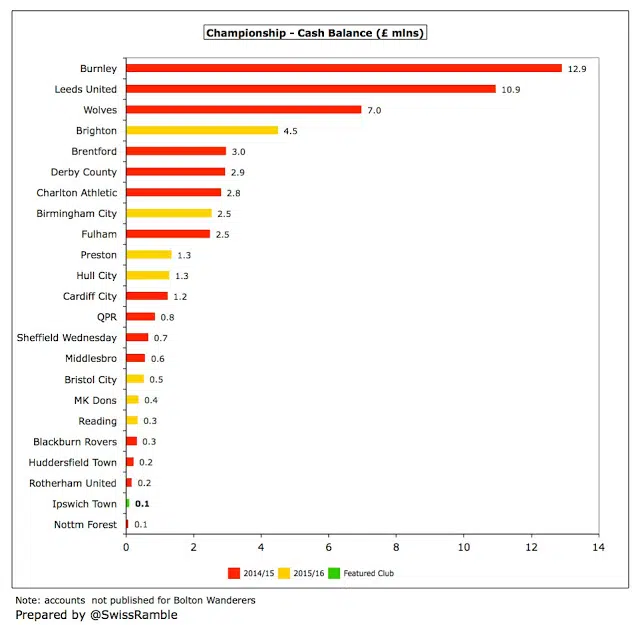 Championship - Cash Balance (£ mlns)
Burnley 12.9
Leeds United 10.9
Wolves 7.0
Brighton 4.5
Brentford 3.0
Derby County 2.9
Charlton Athletic 2.8
Birmingham City 2.5
Fulham 2.5
Preston 1.3
Hull City 1.3
Cardiff City 1.2
QPR 0.8
Sheffield Wednesday 0.7
Middlesbro 0.6
Bristol City 0.5
MK Dons 0.4
Reading 0.3
Blackburn Rovers 0.3
Huddersfield Town 0.2
Rotherham United 0.2
Ipswich Town 0.1
Nottm Forest 0.1
0 2 4 6 8 10 12 14
2014/15 2015/16 Featured Club
Note: accounts not published for Bolton Wanderers
Prepared by @SwissRamble